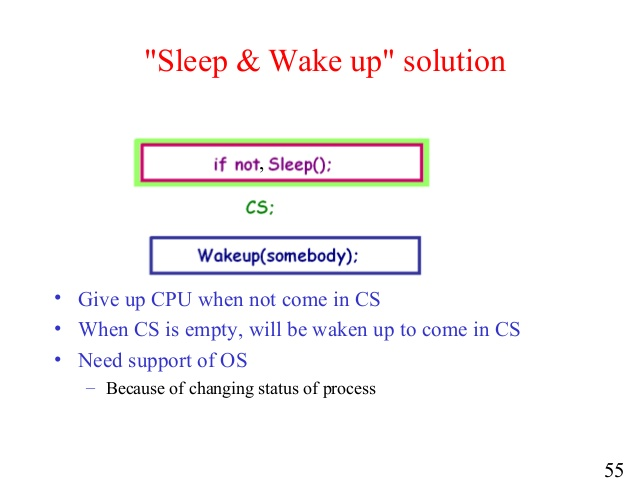 "Sleep & Wake up" solution
if not, Sleep();
CS;
Wakeup(somebody);
• Give up CPU when not come in CS
• When CS is empty, will be waken up to come in CS
• Need support of OS
– Because of changing status of process
55